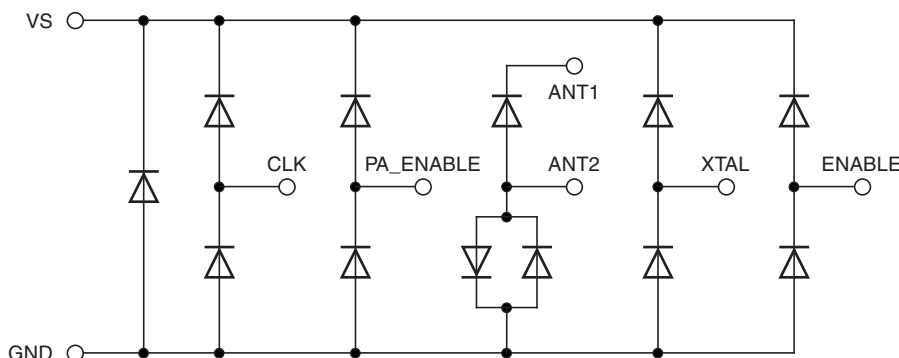 VS
ANT1
CLK
PA_ENABLE
ANT2
XTAL
ENABLE
GND